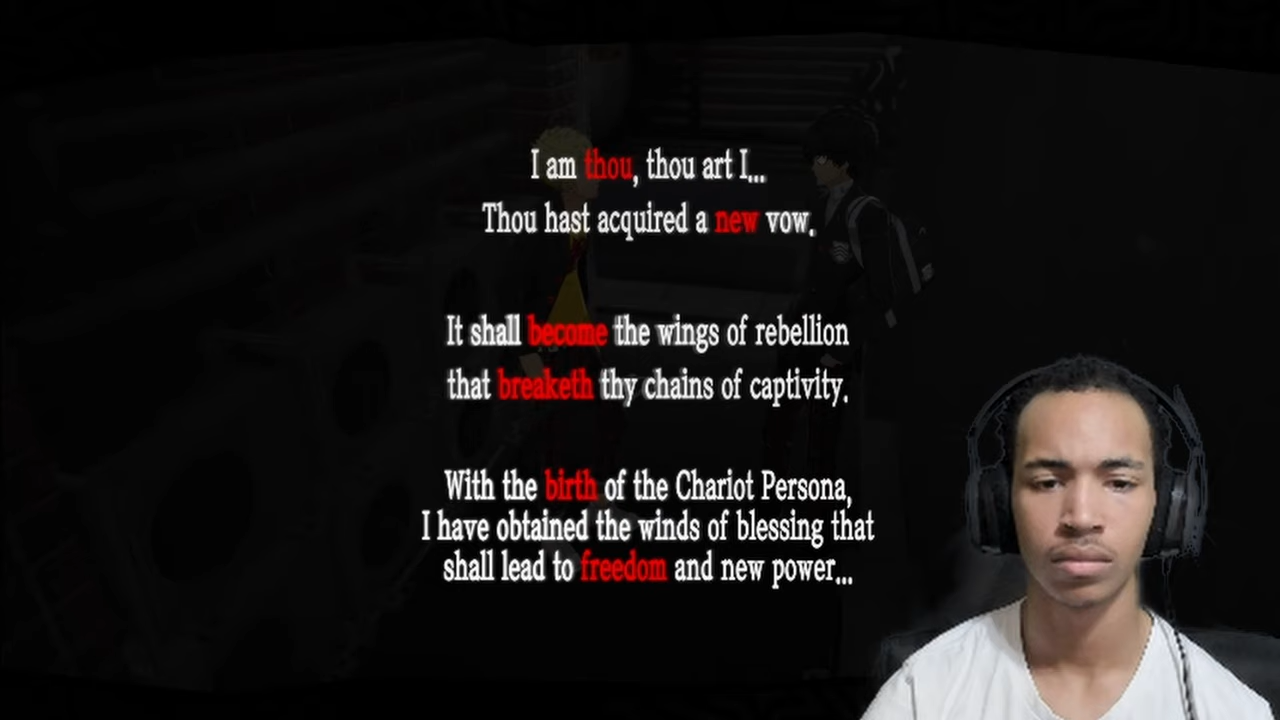 I am thou, thou art I...
Thou hast acquired a new vow.
It shall become the wings of rebellion
that breaketh thy chains of captivity.
With the birth of the Chariot Persona,
I have obtained the winds of blessing that
shall lead to freedom and new power...